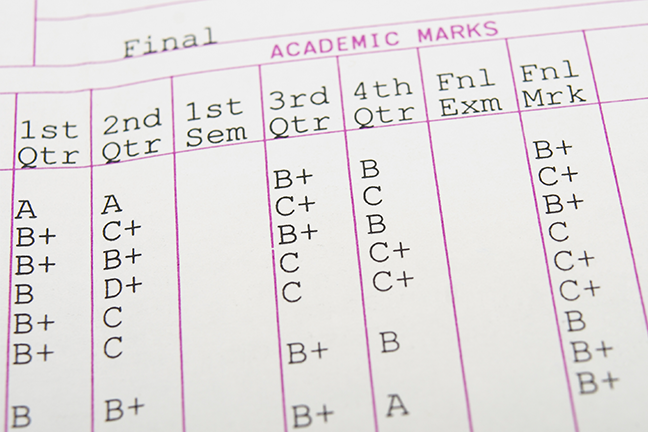 Final ACADEMIC MARKS
1st 2nd 1st 3rd 4th Fnl Fnl
Qtr Qtr Sem Qtr Qtr Exm Mrk
A A B+ B B+
B+ C+ C+ C C+
B+ B+ B+ B B+
B D+ C C+ C
B+ C C C+ C+
B+ C C+
B+ B B
B B+ B+
B+ A B+